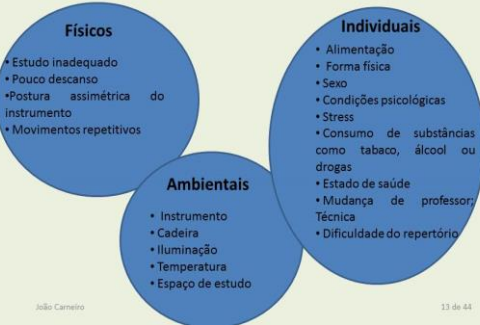 Físicos
• Estudo inadequado
• Pouco descanso
•Postura assimétrica do
instrumento
• Movimentos repetitivos
Ambientais
• Instrumento
• Cadeira
• Iluminação
• Temperatura
• Espaço de estudo
Individuais
• Alimentação
• Forma física
• Sexo
• Condições psicológicas
• Stress
• Consumo de substâncias
como tabaco, álcool ou
drogas
• Estado de saúde
• Mudança de professor;
Técnica
• Dificuldade do repertório
João Carneiro
13 de 44